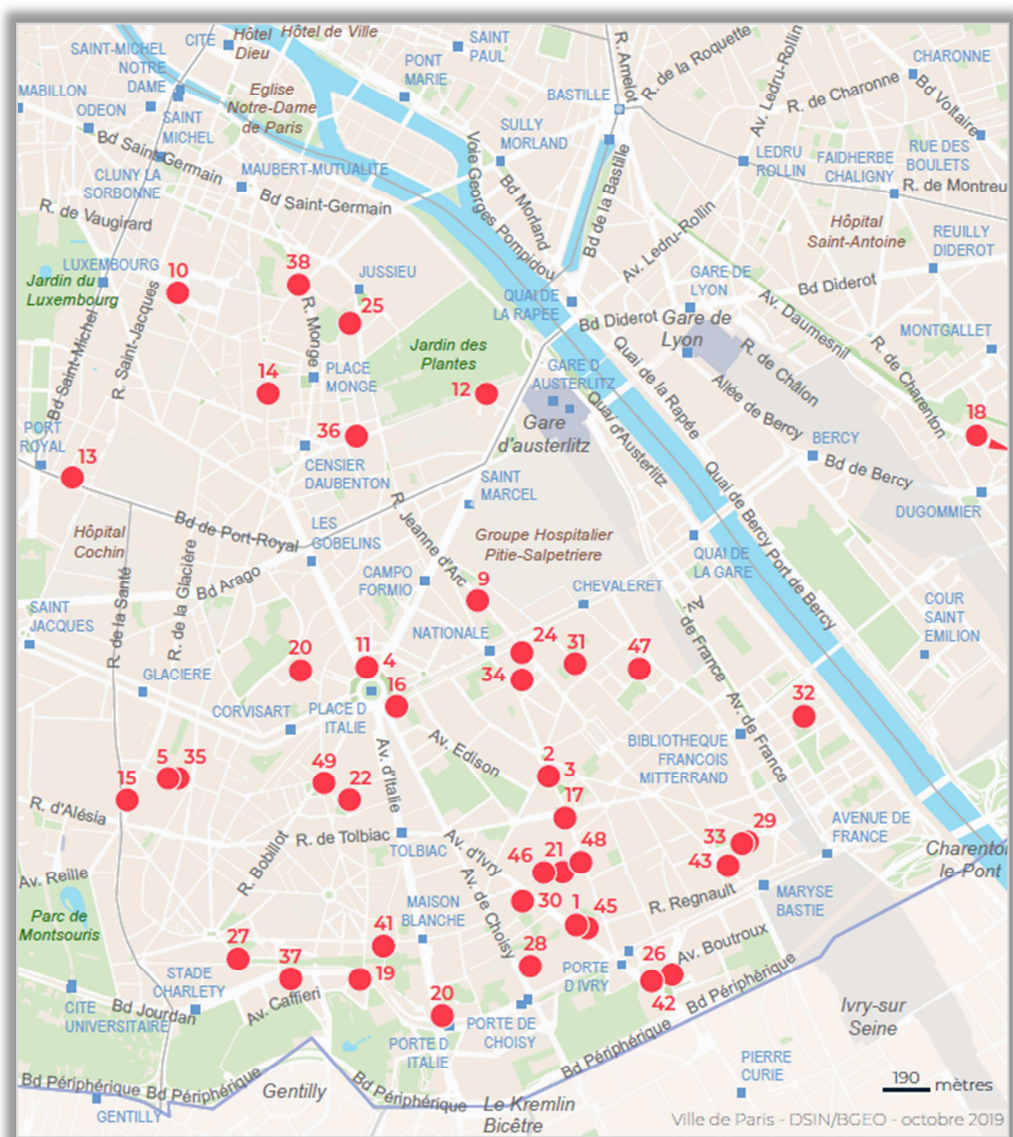 CITE
Hôtel
Dieu
Hôtel de Ville
SAINT
PAUL
SAINT-MICHEL
NOTRE
DAME
PONT
MARIE
R. Amelot
R. de la Roquette
Av. Ledru-Rollin
CHARONNE
R. de Charonne
Bd Voltaire
MABILLON
ODEON
SAINT
MICHEL
Eglise
Notre-Dame
de Paris
BASTILLE
SULLY
MORLAND
LEDRU
ROLLIN
FAIDHERBE
CHALIGNY
RUE DES
BOULETS
R. de Montreu
Bd Saint-Germain
CLUNY LA
SORBONNE
MAUBERT-MUTUALITE
Bd Saint-Germain
Voie Georges Pompidou
Bd Morland
Bd de la Bastille
Av. Ledru-Rollin
Hôpital
Saint-Antoine
REUILLY
DIDEROT
R. de Vaugirard
LUXEMBOURG
Jardin du
Luxembourg
10
38
JUSSIEU
25
R. Monge
R. Saint-Jacques
Bd Saint-Michel
QUAI DE
LA RAPEE
GARE DE
LYON
Bd Diderot
Bd Diderot
Gare de
Lyon
Av. Daumesnil
MONTGALLET
Jardin des
Plantes
PLACE
MONGE
14
12
GARE D
AUSTERLITZ
Gare
d'austerlitz
Quai de la Rapée
Quai d'Austerlitz
R. de Châlon
Allée de Bercy
R. de Charenton
18
PORT
ROYAL
13
36
CENSIER
DAUBENTON
BERCY
Bd de Bercy
DUGOMMIER
SAINT
MARCEL
Quai de Bercy
Port de Bercy
Hôpital
Cochin
Bd de Port-Royal
LES
GOBELINS
R. Jeanne d'Arc
Groupe Hospitalier
Pitie-Salpetriere
QUAI DE
LA GARE
Bd Arago
R. de la Glacière
R. de la Santé
CAMPO
FORMIO
9
CHEVALERET
Av. de France
COUR
SAINT
EMILION
SAINT
JACQUES
NATIONALE
24
31
47
20
11
4
34
GLACIERE
16
CORVISART
PLACE D
ITALIE
32
Av. d'Italie
Av. Edison
BIBLIOTHEQUE
FRANCOIS
MITTERRAND
Av. de France
5
35
15
49
22
2
3
17
R. d'Alésia
R. de Tolbiac
TOLBIAC
R. Bobillot
Av. d'Ivry
Av. de Choisy
46
21
48
33
29
43
AVENUE DE
FRANCE
Charenton
le-Pont
Av. Reille
MAISON
BLANCHE
30
1
45
R. Regnault
MARYSE
BASTIE
Parc de
Montsouris
27
41
28
PORTE
D IVRY
26
Av. Boutroux
37
19
42
STADE
CHARLETY
Av. Caffieri
CITE
UNIVERSITAIRE
Bd Jourdan
20
PORTE DE
CHOISY
PORTE D
ITALIE
Bd Périphérique
Ivry-sur
Seine
Bd Périphérique
Bd Périphérique
Bd Périphérique
Bd Périphérique
GENTILLY
Gentilly
Le Kremlin
Bicêtre
PIERRE
CURIE
190 mètres
Ville de Paris - DSIN/BGEO - octobre 2019